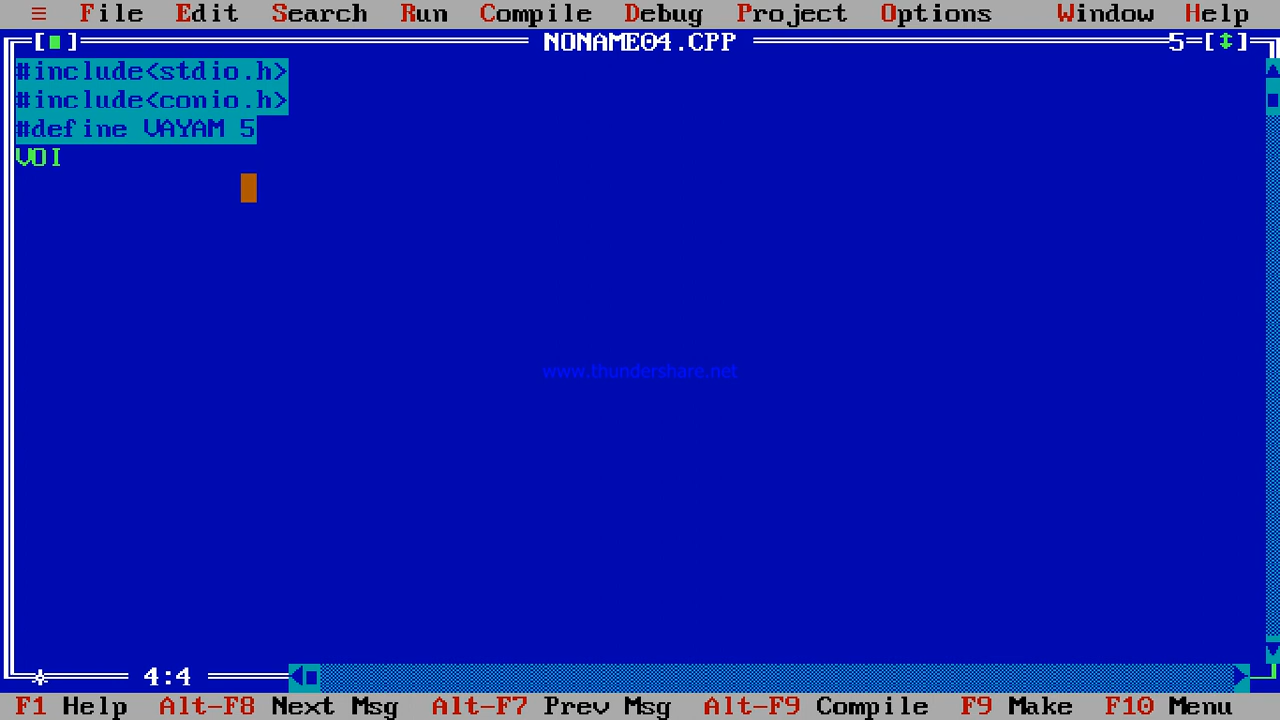 ≡ File Edit Search Run Compile Debug Project Options Window Help
[■] NONAME04.CPP 5=[↕]
#include<stdio.h>
#include<conio.h>
#define VAYAM 5
VOI
www.thundershare.net
* 4:4
F1 Help Alt-F8 Next Msg Alt-F7 Prev Msg Alt-F9 Compile F9 Make F10 Menu